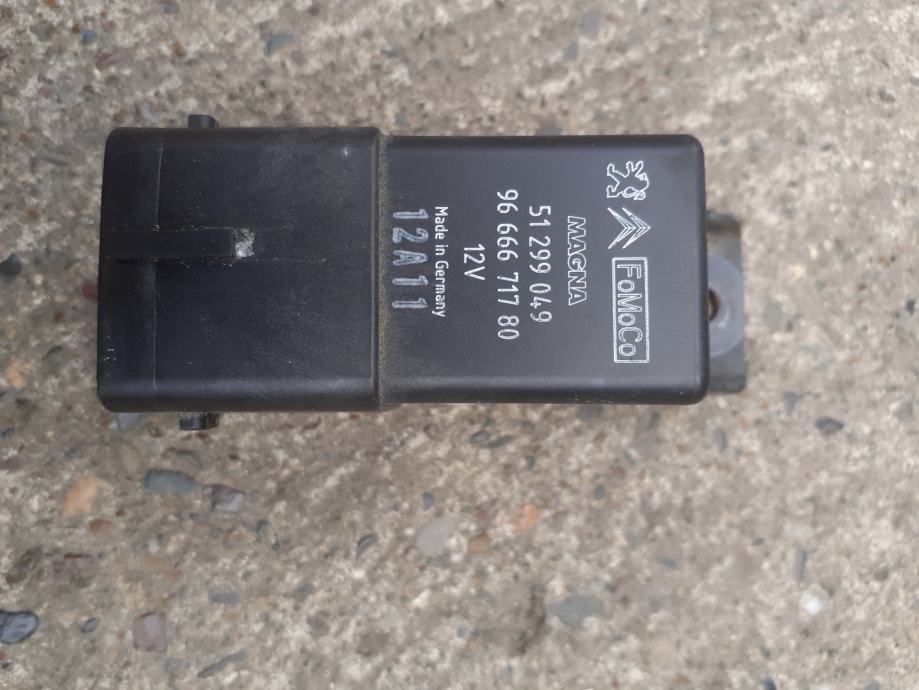 FoMoCo
MAGNA
51 299 049
96 666 717 80
12V
Made in Germany
12A11